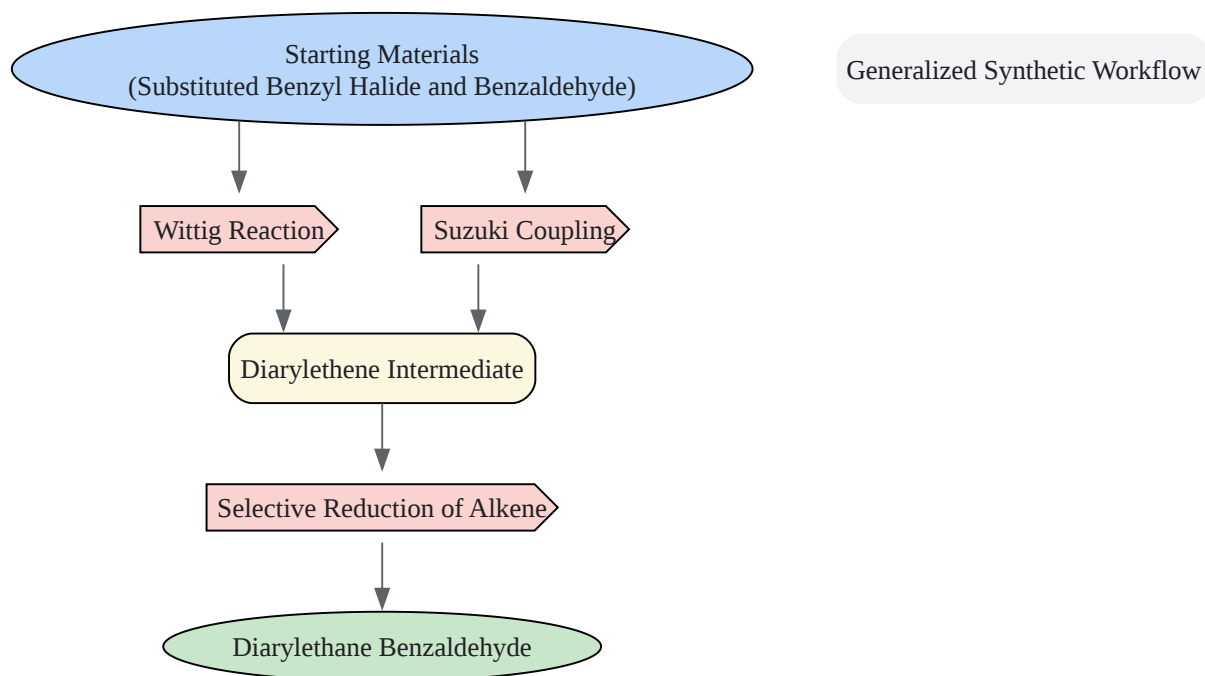 Starting Materials
(Substituted Benzyl Halide and Benzaldehyde)
Generalized Synthetic Workflow
Wittig Reaction
Suzuki Coupling
Diarylethene Intermediate
Selective Reduction of Alkene
Diarylethane Benzaldehyde